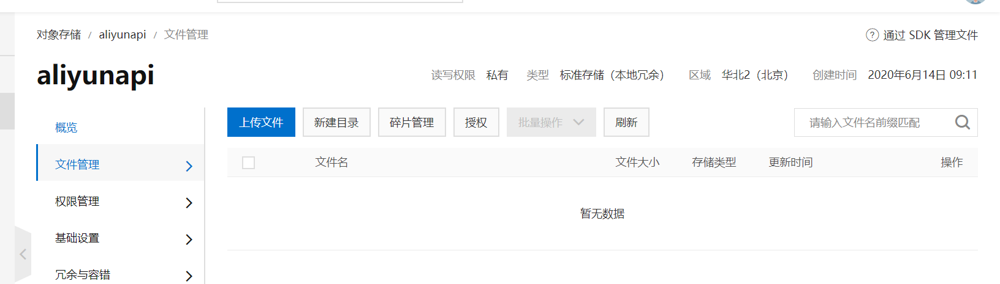 对象存储 / aliyunapi / 文件管理
? 通过 SDK 管理文件
aliyunapi
读写权限 私有 类型 标准存储（本地冗余） 区域 华北2（北京） 创建时间 2020年6月14日 09:11
概览
文件管理
权限管理
基础设置
冗余与容错
上传文件 新建目录 碎片管理 授权 批量操作 刷新 请输入文件名前缀匹配
文件名 文件大小 存储类型 更新时间 操作
暂无数据